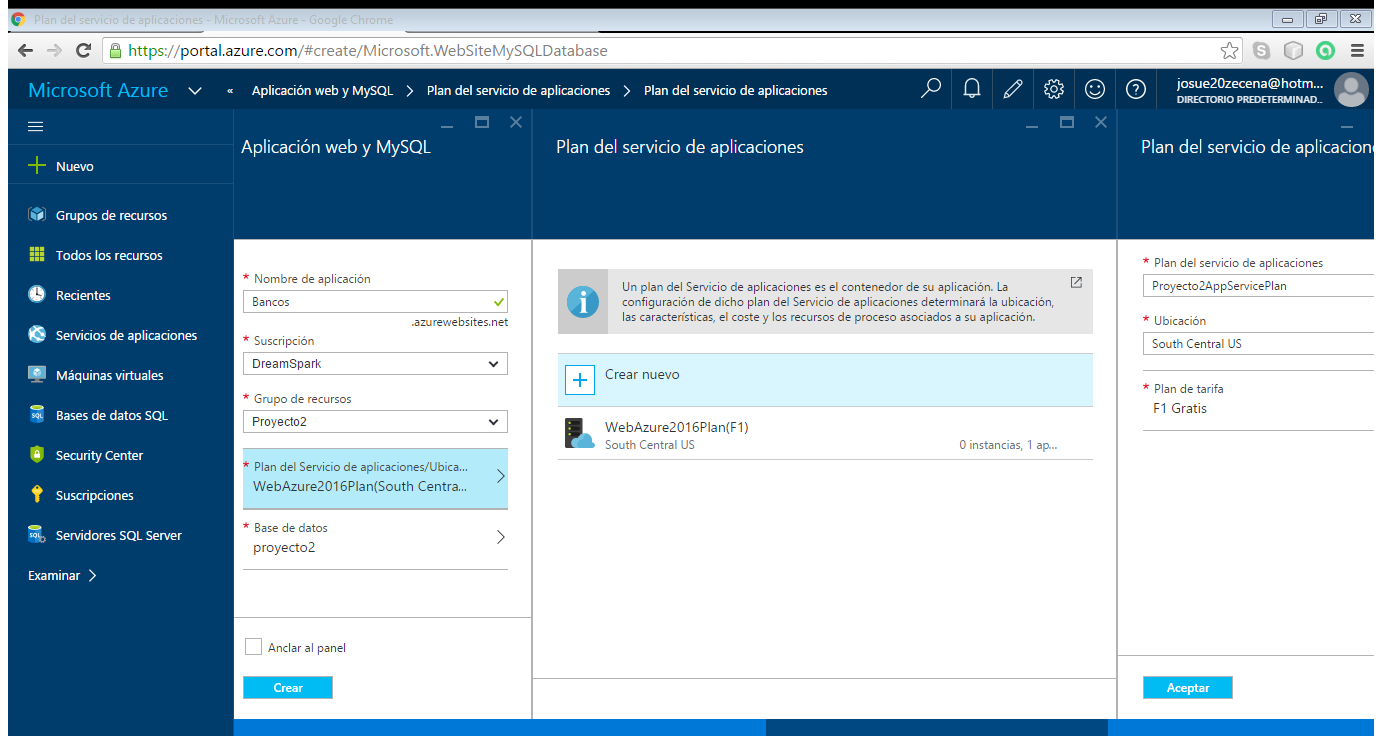 Plan del servicio de aplicaciones - Microsoft Azure - Google Chrome
https://portal.azure.com/#create/Microsoft.WebSiteMySQLDatabase
Microsoft Azure
« Aplicación web y MySQL > Plan del servicio de aplicaciones > Plan del servicio de aplicaciones
josue20zecena@hotm...
DIRECTORIO PREDETERMINAD...
Nuevo
Grupos de recursos
Todos los recursos
Recientes
Servicios de aplicaciones
Máquinas virtuales
Bases de datos SQL
Security Center
Suscripciones
Servidores SQL Server
Examinar >
Aplicación web y MySQL
* Nombre de aplicación
Bancos
.azurewebsites.net
* Suscripción
DreamSpark
* Grupo de recursos
Proyecto2
* Plan del Servicio de aplicaciones/Ubica...
WebAzure2016Plan(South Centra...
* Base de datos
proyecto2
Anclar al panel
Crear
Plan del servicio de aplicaciones
Un plan del Servicio de aplicaciones es el contenedor de su aplicación. La
configuración de dicho plan del Servicio de aplicaciones determinará la ubicación,
las características, el coste y los recursos de proceso asociados a su aplicación.
Crear nuevo
WebAzure2016Plan(F1)
South Central US
0 instancias, 1 ap...
Plan del servicio de aplicacion
* Plan del servicio de aplicaciones
Proyecto2AppServicePlan
* Ubicación
South Central US
* Plan de tarifa
F1 Gratis
Aceptar